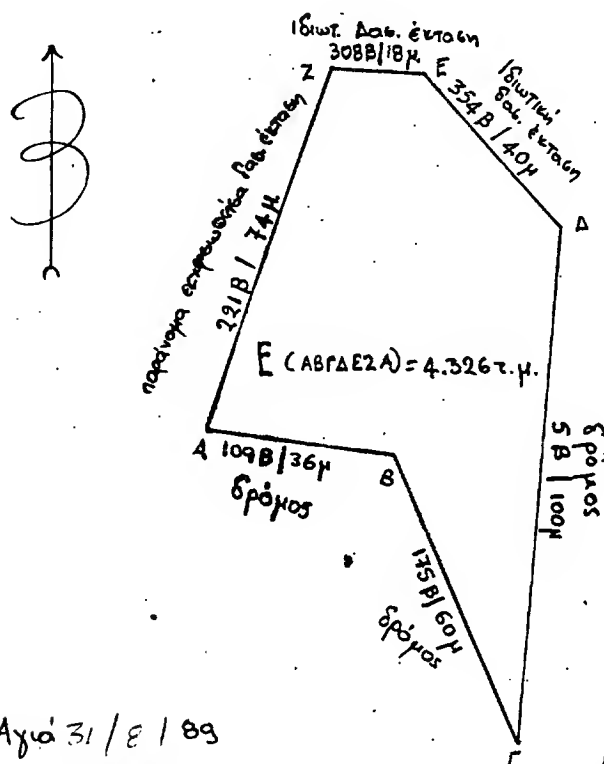 Ιδιωτ. Δασ. έκταση
308Β/18μ.
Ζ
Ε
Ιδιωτική
δασ. έκταση
354Β/40μ
Δ
παράνομα εκχερσωθείσα δασ. έκταση
221Β/74μ
Ε (ΑΒΓΔΕΖΑ) = 4.326τ.μ.
δρόμος
5Β/100μ
Α
109Β/36μ
Β
δρόμος
175Β/60μ
δρόμος
Αγιά 31/8/89
Γ